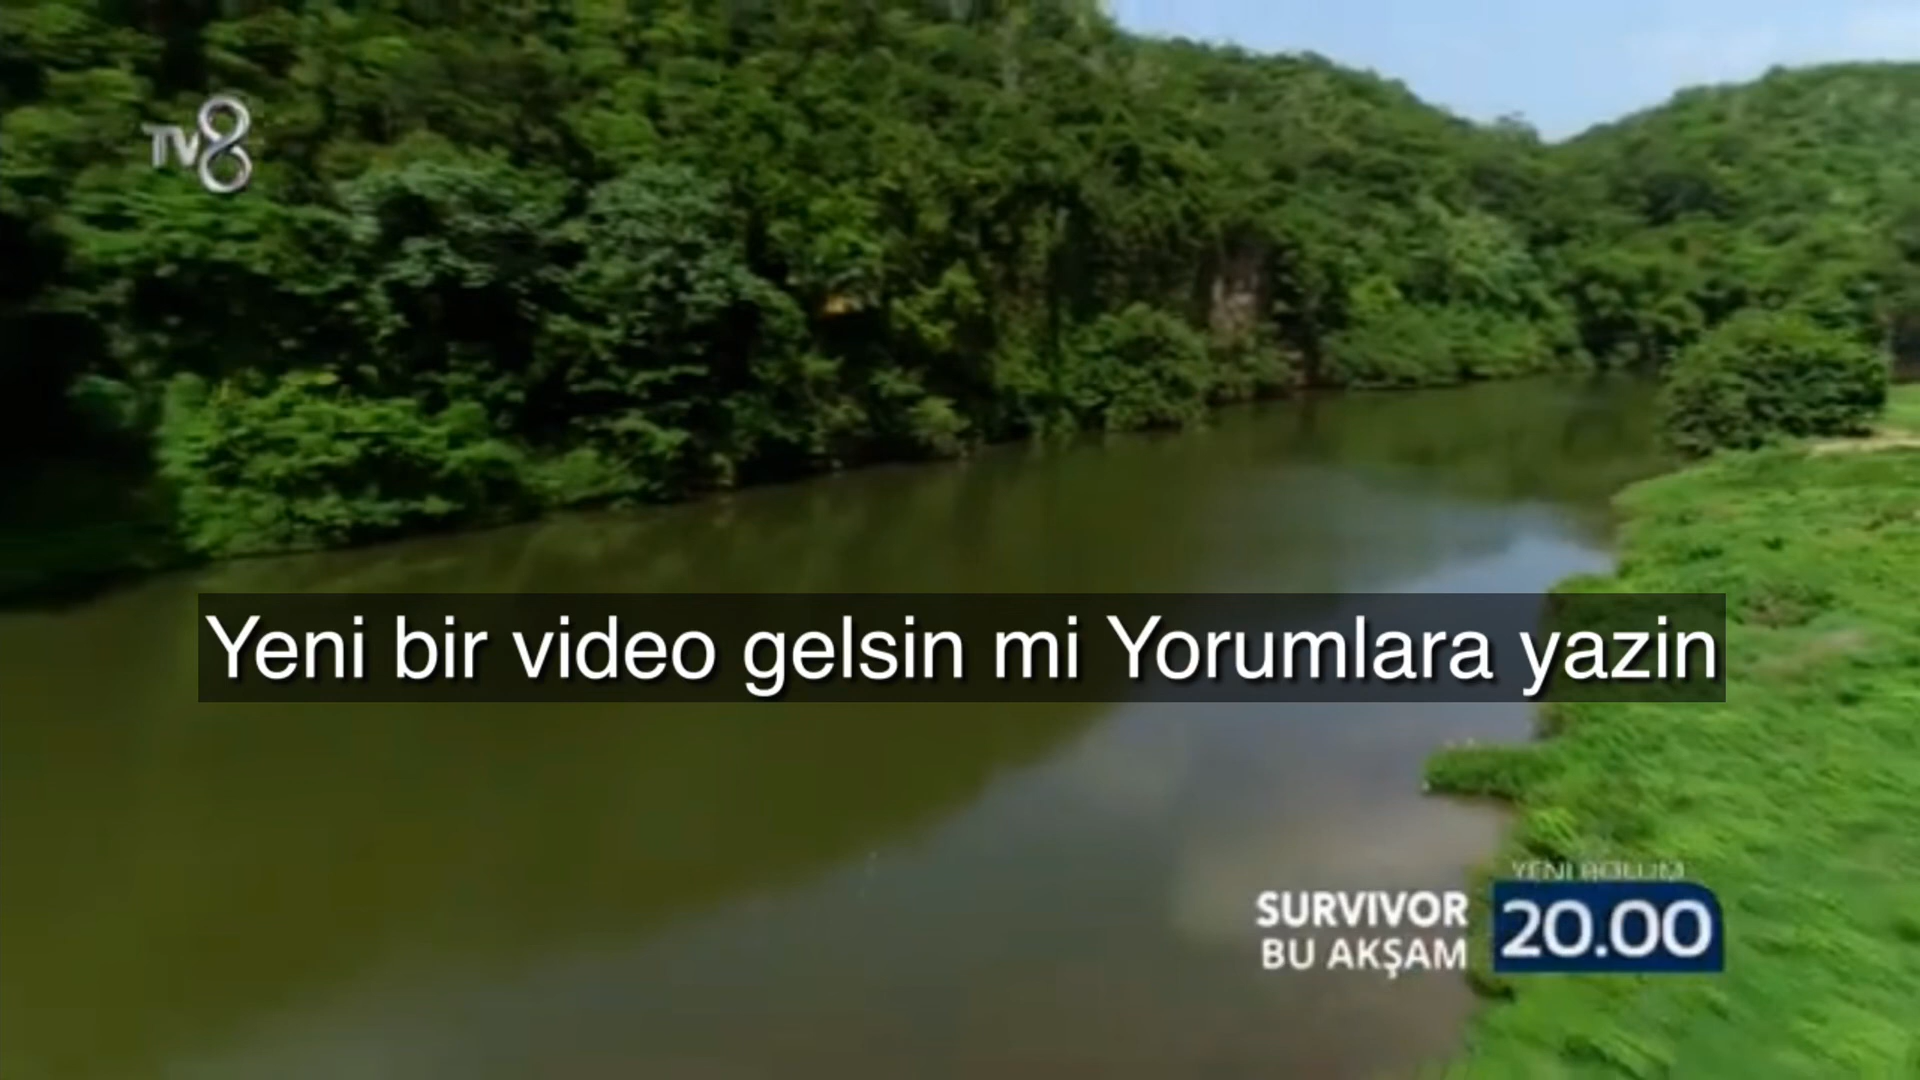 TV8
Yeni bir video gelsin mi Yorumlara yazin
YENİ BÖLÜM
SURVIVOR
BU AKŞAM
20.00